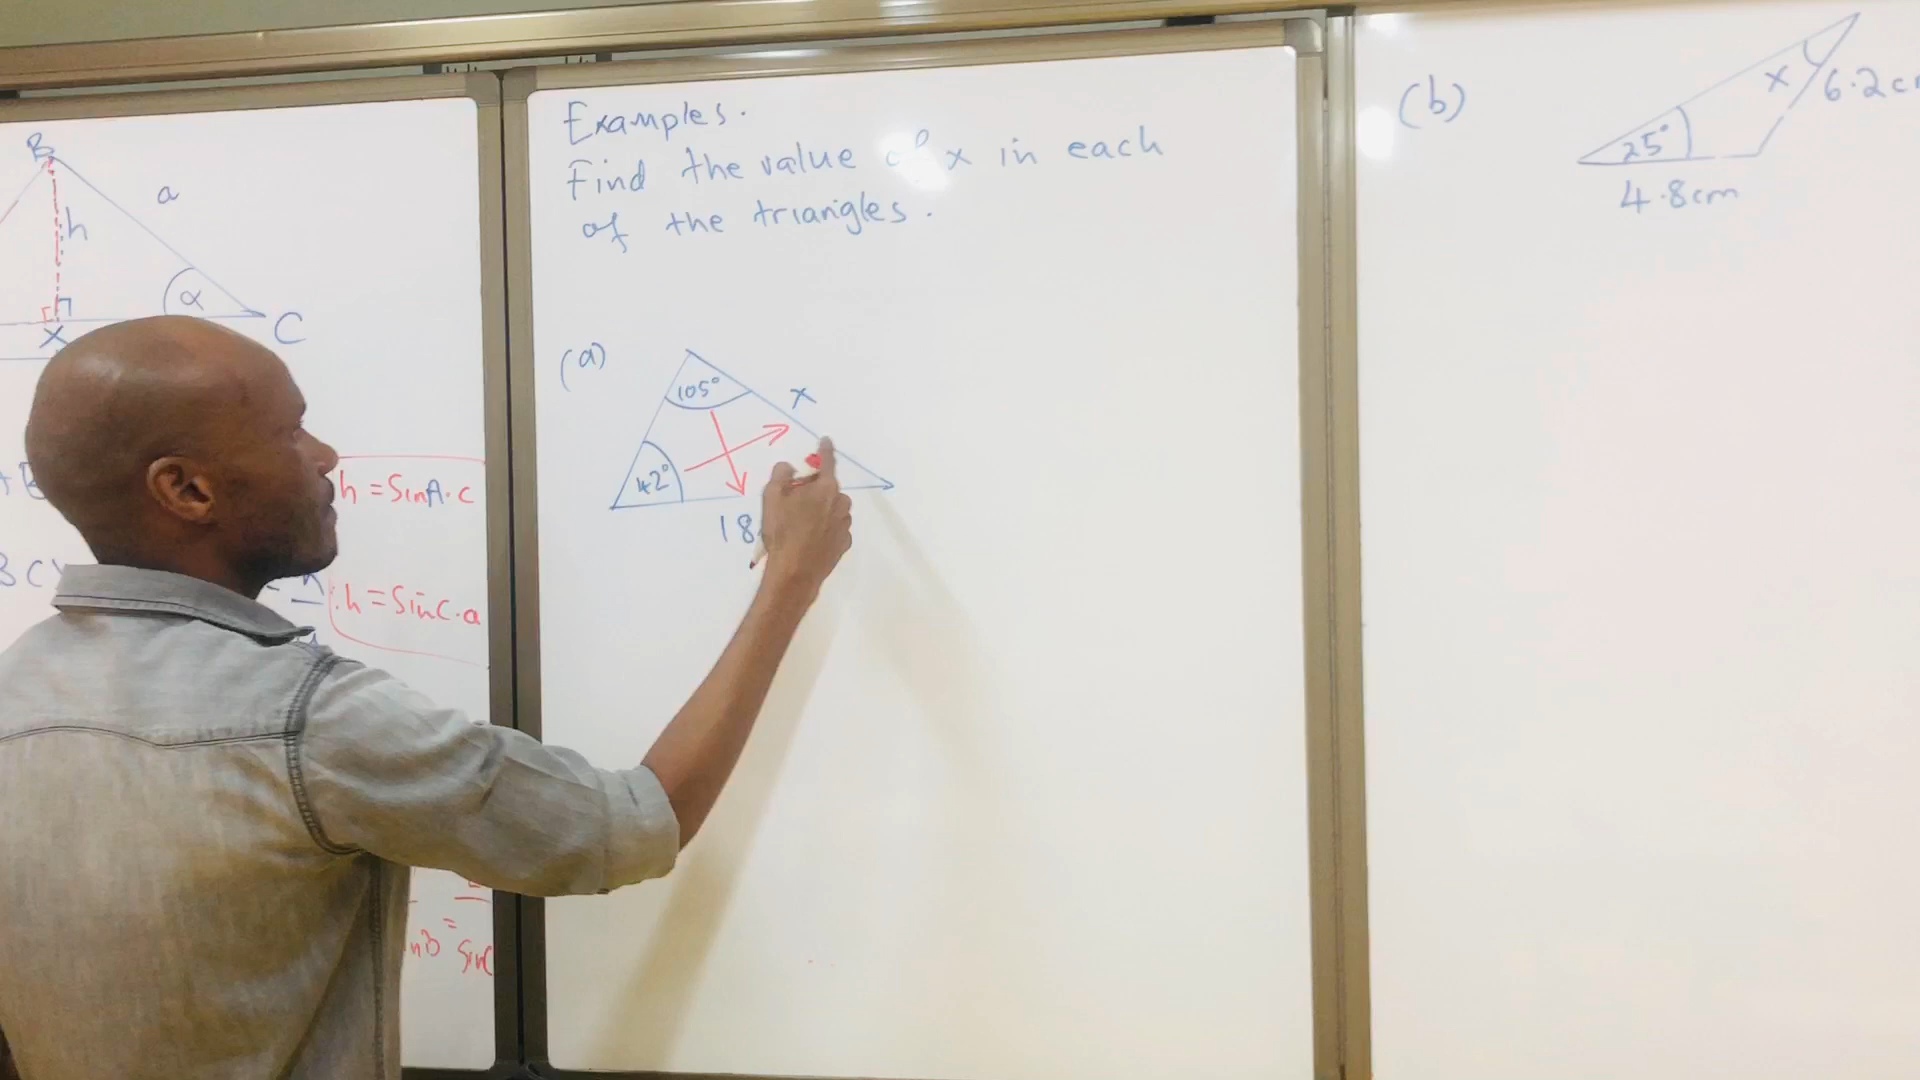 B
a
h
α
X
C
h = SinA·c
h = SinC·a
SinC
Examples.
Find the value of x in each
of the triangles.
(a)
105°
x
42°
18
(b)
x
6.2c
25°
4.8cm